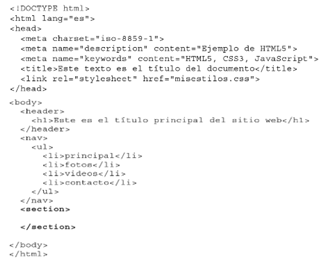 <!DOCTYPE html>
<html lang="es">
<head>
<meta charset="iso-8859-1">
<meta name="description" content="Ejemplo de HTML5">
<meta name="keywords" content="HTML5, CSS3, JavaScript">
<title>Este texto es el título del documento</title>
<link rel="stylesheet" href="misestilos.css">
</head>
<body>
<header>
<h1>Este es el título principal del sitio web</h1>
</header>
<nav>
<ul>
<li>principal</li>
<li>fotos</li>
<li>videos</li>
<li>contacto</li>
</ul>
</nav>
<section>
</section>
</body>
</html>